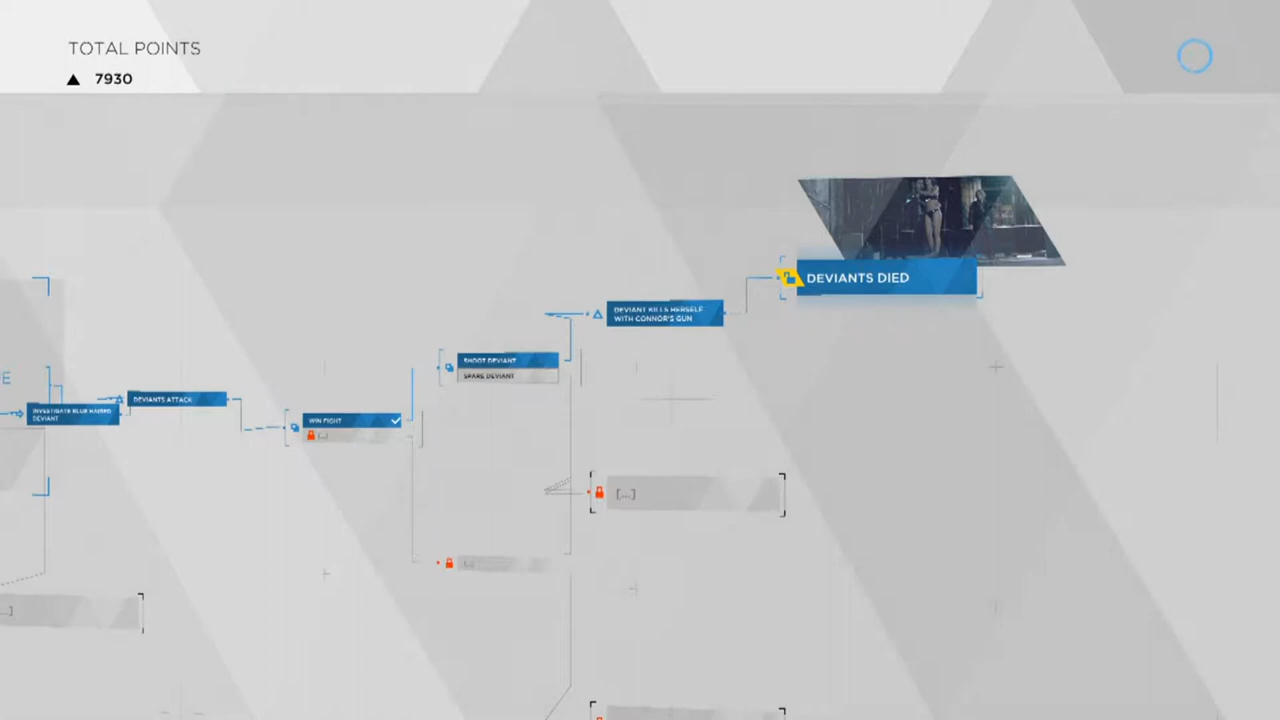 TOTAL POINTS
7930
DEVIANTS DIED
DEVIANT KILLS HERSELF
WITH CONNOR'S GUN
SHOOT DEVIANT
SPARE DEVIANT
E
DEVIANTS ATTACK
INVESTIGATE BLUE HAIRED
DEVIANT
WIN FIGHT
[...]
[...]
[...]
...]